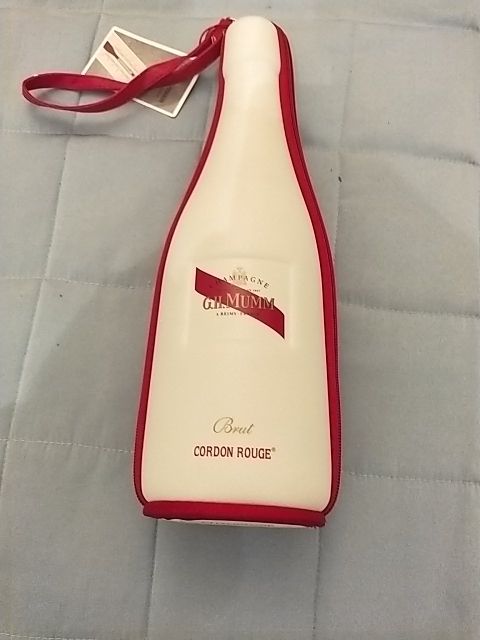 CHAMPAGNE
G.H. MUMM
Brut
CORDON ROUGE®